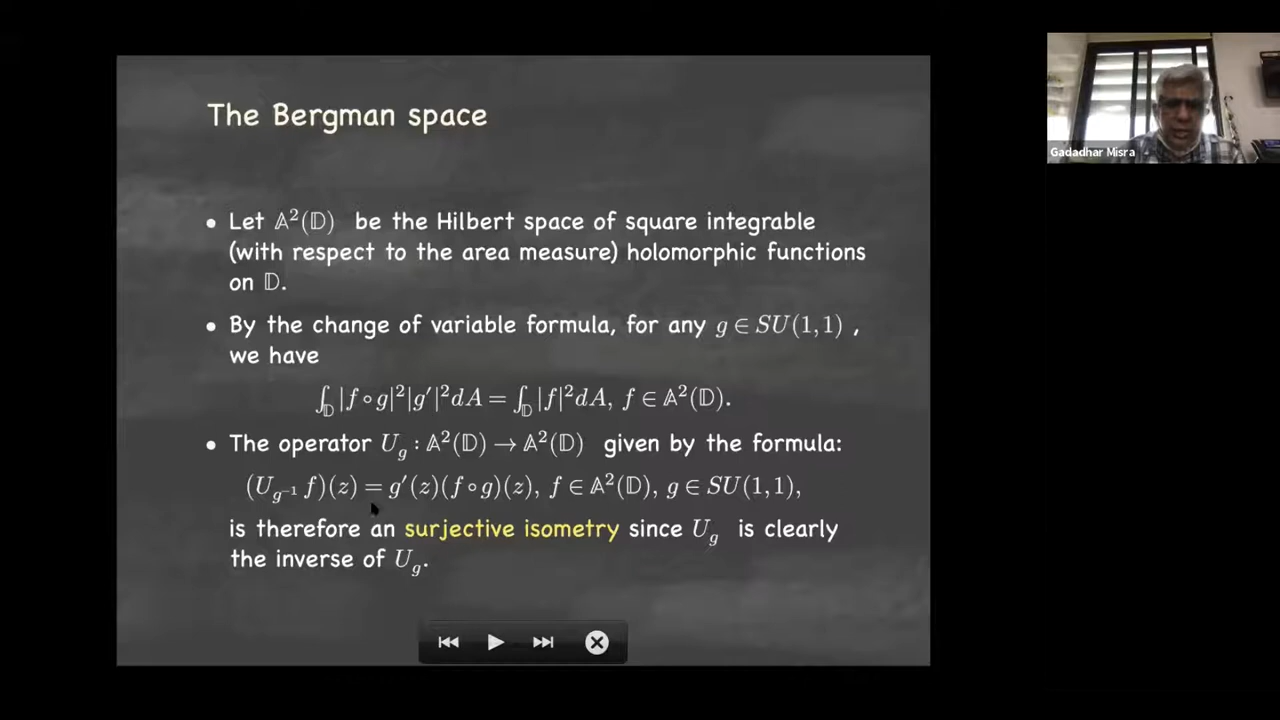 The Bergman space
• Let 𝔸²(𝔻) be the Hilbert space of square integrable
(with respect to the area measure) holomorphic functions
on 𝔻.
• By the change of variable formula, for any g ∈ SU(1,1) ,
we have
∫_𝔻 |f ∘ g|²|g′|²dA = ∫_𝔻 |f|²dA, f ∈ 𝔸²(𝔻).
• The operator U_g : 𝔸²(𝔻) → 𝔸²(𝔻) given by the formula:
(U_{g⁻¹} f)(z) = g′(z)(f ∘ g)(z), f ∈ 𝔸²(𝔻), g ∈ SU(1,1),
is therefore an surjective isometry since U_g is clearly
the inverse of U_g.
Gadadhar Misra